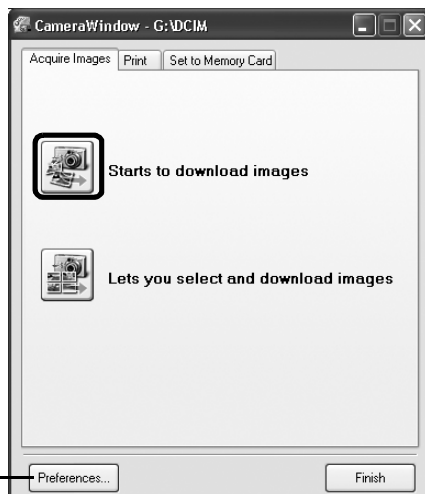 CameraWindow - G:\DCIM
Acquire Images Print Set to Memory Card
Starts to download images
Lets you select and download images
Preferences... Finish